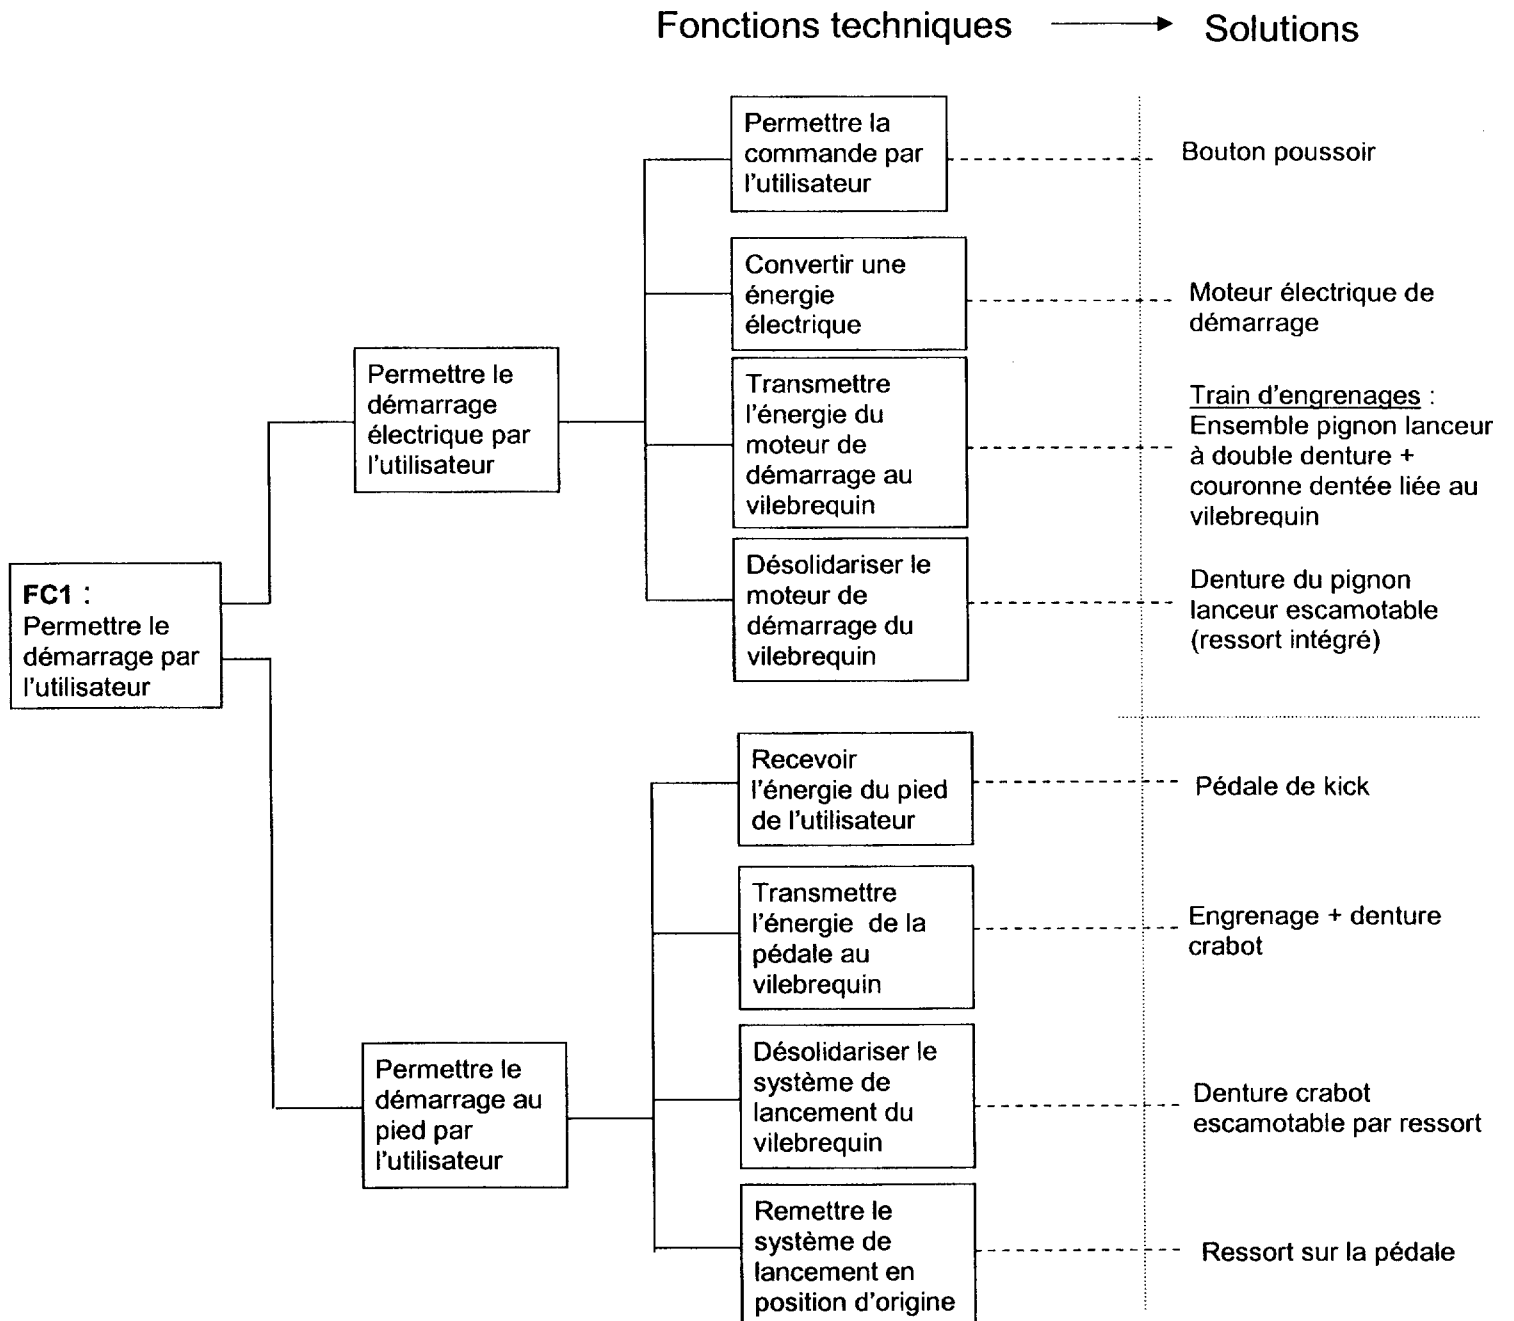 Fonctions techniques
Solutions
Permettre la
commande par
l'utilisateur
Bouton poussoir
Convertir une
énergie
électrique
Moteur électrique de
démarrage
Permettre le
démarrage
électrique par
l'utilisateur
Transmettre
l'énergie du
moteur de
démarrage au
vilebrequin
Train d'engrenages :
Ensemble pignon lanceur
à double denture +
couronne dentée liée au
vilebrequin
Désolidariser le
moteur de
démarrage du
vilebrequin
Denture du pignon
lanceur escamotable
(ressort intégré)
FC1 :
Permettre le
démarrage par
l'utilisateur
Recevoir
l'énergie du pied
de l'utilisateur
Pédale de kick
Transmettre
l'énergie de la
pédale au
vilebrequin
Engrenage + denture
crabot
Permettre le
démarrage au
pied par
l'utilisateur
Désolidariser le
système de
lancement du
vilebrequin
Denture crabot
escamotable par ressort
Remettre le
système de
lancement en
position d'origine
Ressort sur la pédale